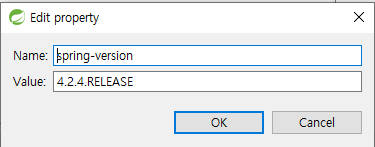 Edit property
Name: spring-version
Value: 4.2.4.RELEASE
OK Cancel